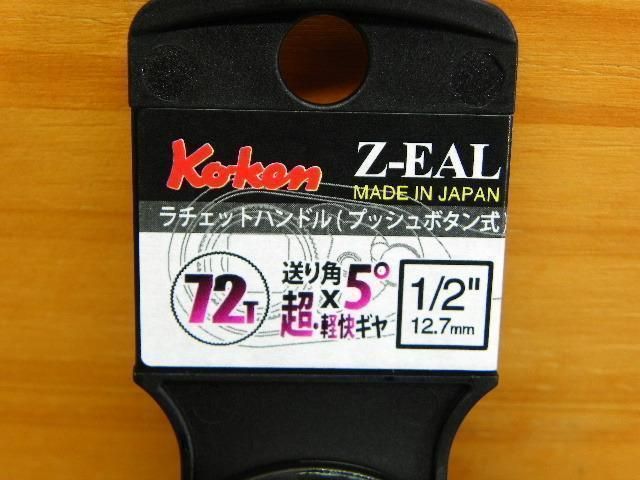 Ko-ken Z-EAL
MADE IN JAPAN
ラチェットハンドル(プッシュボタン式)
72T
送り角 5°
×
超・軽快ギヤ
1/2"
12.7mm